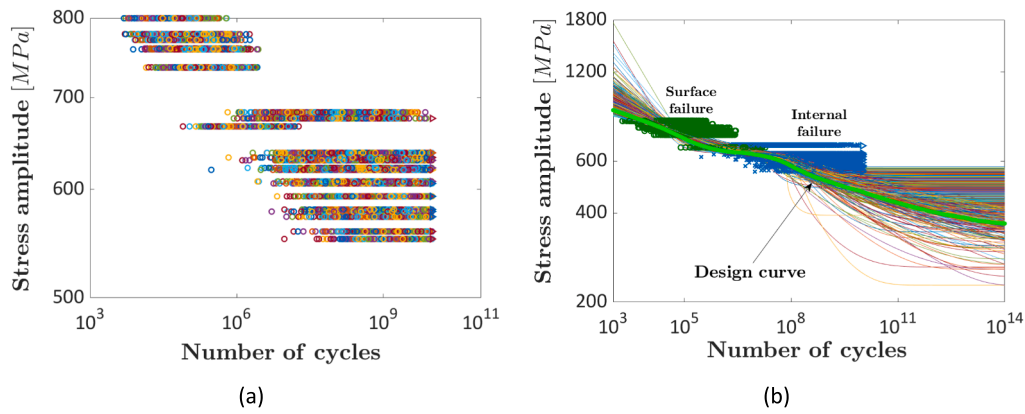 800
700
600
500
10^3
10^6
10^9
10^11
Stress amplitude [MPa]
Number of cycles
(a)
1800
1200
600
400
200
10^3
10^5
10^8
10^11
10^14
Stress amplitude [MPa]
Number of cycles
Surface
failure
Internal
failure
Design curve
(b)